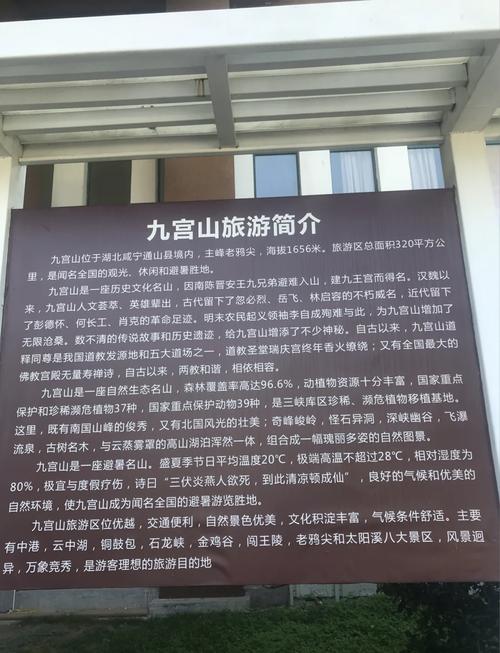 九宫山旅游简介
九宫山位于湖北咸宁通山县境内，主峰老鸦尖，海拔1656米。旅游区总面积320平方公
里，是闻名全国的观光、休闲和避暑胜地。
九宫山是一座历史文化名山，因南陈晋安王九兄弟避难入山，建九王宫而得名。汉魏以
来，九宫山人文荟萃、英雄辈出，古代留下了忽必烈、岳飞、林启容的不朽威名，近代留下
了彭德怀、何长工、肖克的革命足迹。明末农民起义领袖李自成殉难与此，为九宫山增加了
无限沧桑。数不清的传说故事和历史遗迹，给九宫山增添了不少神秘。自古以来，九宫山道
释同尊是我国道教发源地和五大道场之一，道教圣堂瑞庆宫终年香火缭绕；又有全国最大的
佛教宫殿无量寿禅诗，自古以来，两教和谐，相依相容。
九宫山是一座自然生态名山，森林覆盖率高达96.6%，动植物资源十分丰富，国家重点
保护和珍稀濒危植物37种，国家重点保护动物39种，是三峡库区珍稀、濒危植物移植基地。
这里，既有南国山峰的俊秀，又有北国风光的壮美；奇峰峻岭，怪石异洞，深峡幽谷，飞瀑
流泉，古树名木，与云蒸雾罩的高山湖泊浑然一体，组合成一幅瑰丽多姿的自然图景。
九宫山是一座避暑名山。盛夏季节日平均温度20℃，极端高温不超过28℃，相对湿度为
80%，极宜与度假疗伤，诗日“三伏炎燕人欲死，到此清凉顿成仙”，良好的气候和优美的
自然环境，使九宫山成为闻名全国的避暑游览胜地。
九宫山旅游区位优越，交通便利，自然景色优美，文化积淀丰富，气候条件舒适。主要
有中港，云中湖，铜鼓包，石龙峡，金鸡谷，闯王陵，老鸦尖和太阳溪八大景区，风景迥
异，万象竞秀，是游客理想的旅游目的地